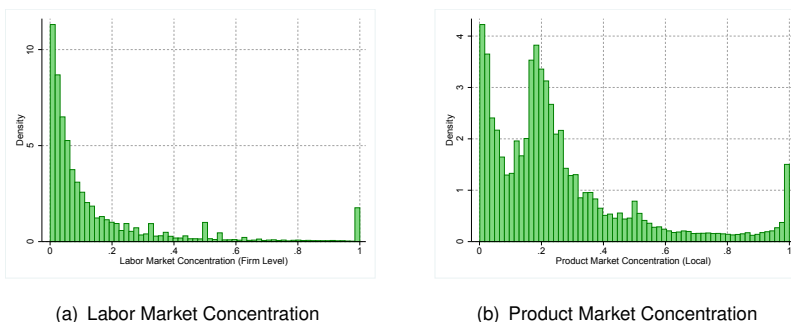 Density
10
5
0
0 .2 .4 .6 .8 1
Labor Market Concentration (Firm Level)
(a) Labor Market Concentration
Density
4
3
2
1
0
0 .2 .4 .6 .8 1
Product Market Concentration (Local)
(b) Product Market Concentration